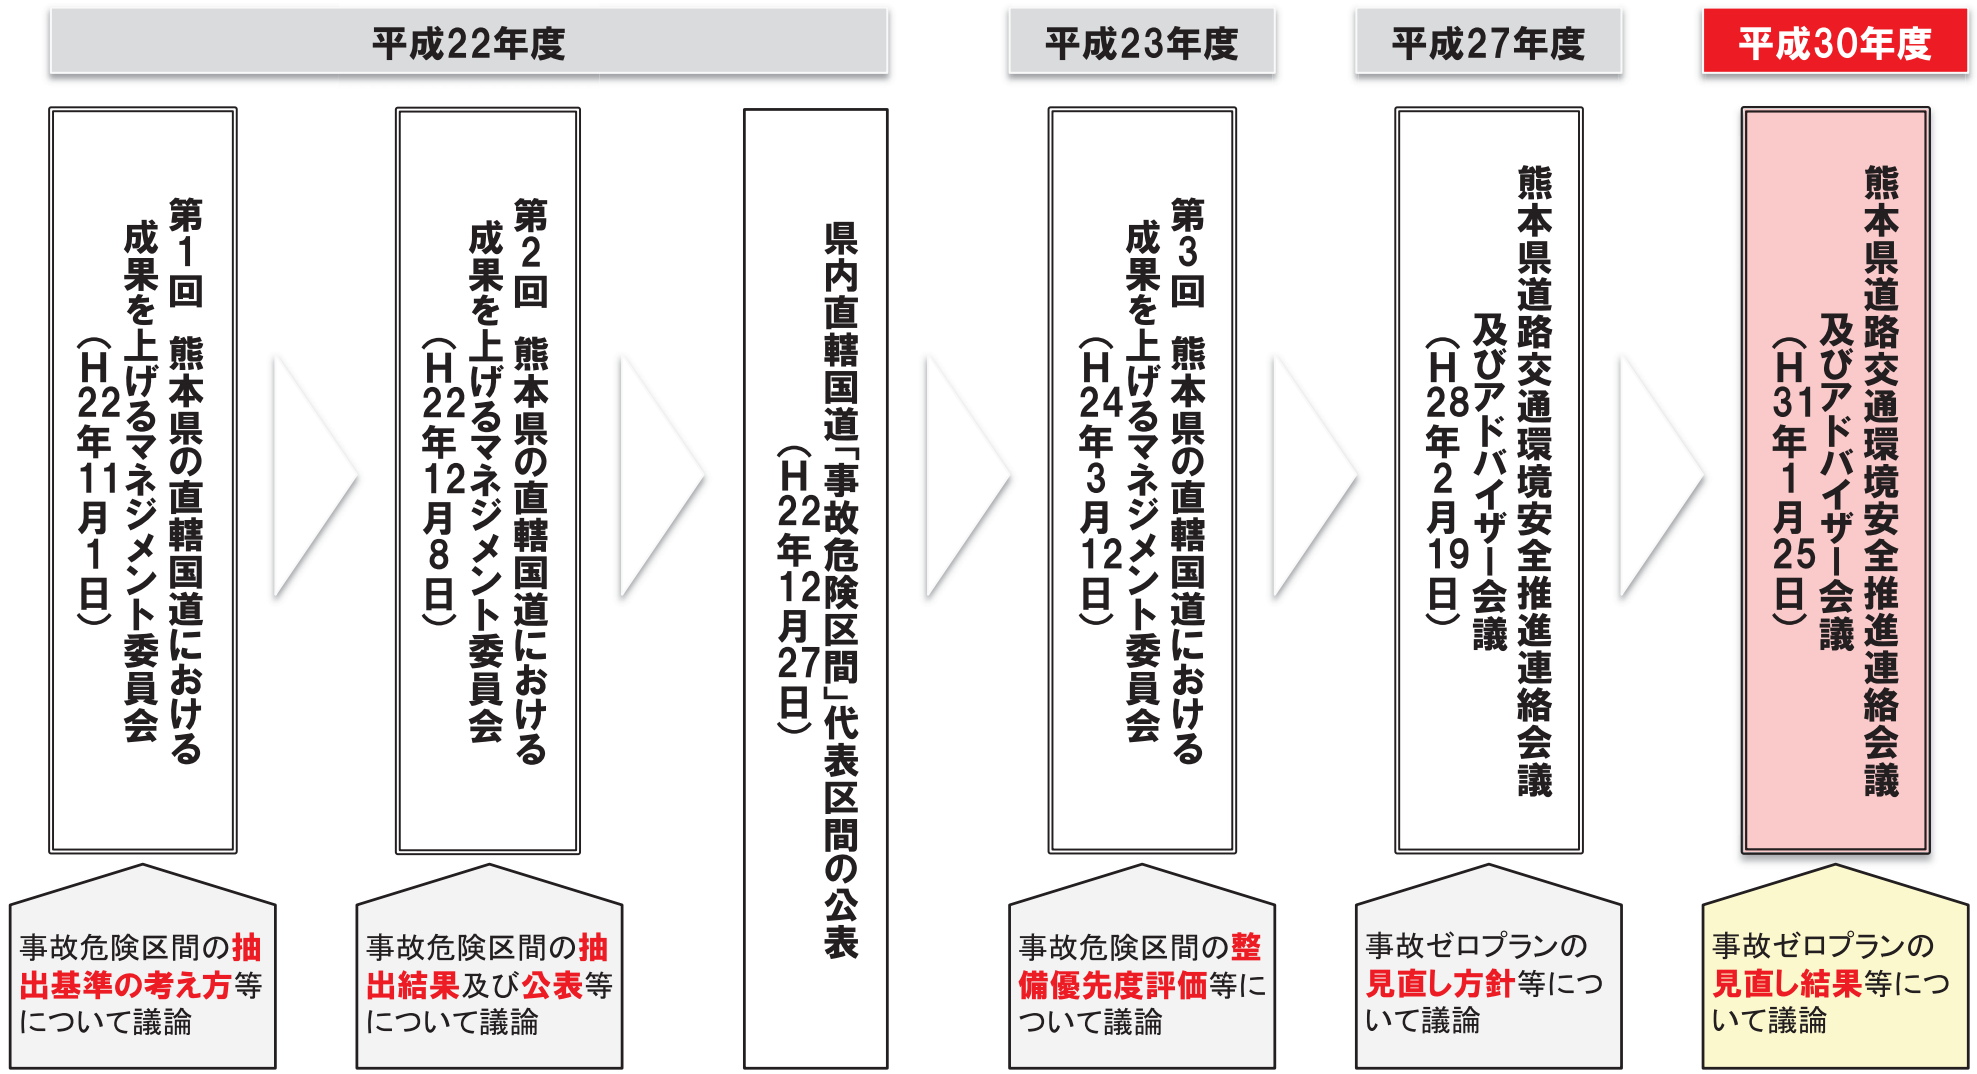 平成22年度
第1回　熊本県の直轄国道における
成果を上げるマネジメント委員会
（H22年11月1日）
事故危険区間の抽
出基準の考え方等
について議論
第2回　熊本県の直轄国道における
成果を上げるマネジメント委員会
（H22年12月8日）
事故危険区間の抽
出結果及び公表等
について議論
県内直轄国道「事故危険区間」代表区間の公表
（H22年12月27日）
平成23年度
第3回　熊本県の直轄国道における
成果を上げるマネジメント委員会
（H24年3月12日）
事故危険区間の整
備優先度評価等に
ついて議論
平成27年度
熊本県道路交通環境安全推進連絡会議
及びアドバイザー会議
（H28年2月19日）
事故ゼロプランの
見直し方針等につ
いて議論
平成30年度
熊本県道路交通環境安全推進連絡会議
及びアドバイザー会議
（H31年1月25日）
事故ゼロプランの
見直し結果等につ
いて議論